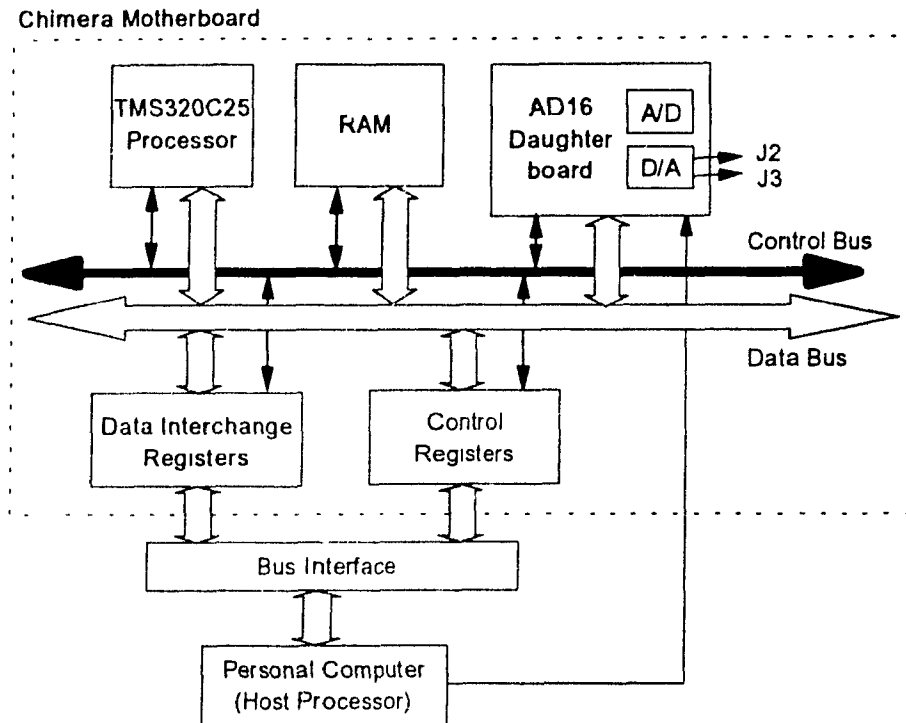 Chimera Motherboard
TMS320C25
Processor
RAM
AD16
Daughter
board
A/D
D/A
J2
J3
Control Bus
Data Bus
Data Interchange
Registers
Control
Registers
Bus Interface
Personal Computer
(Host Processor)